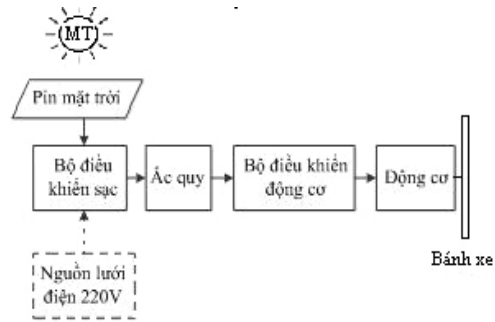 MT
Pin mặt trời
Bộ điều
khiển sạc
Ắc quy
Bộ điều khiển
động cơ
Động cơ
Bánh xe
Nguồn lưới
điện 220V